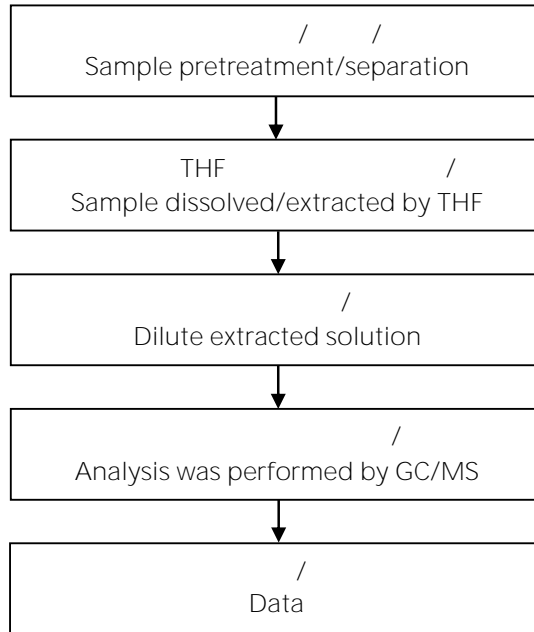 / /
Sample pretreatment/separation
THF /
Sample dissolved/extracted by THF
/
Dilute extracted solution
/
Analysis was performed by GC/MS
/
Data